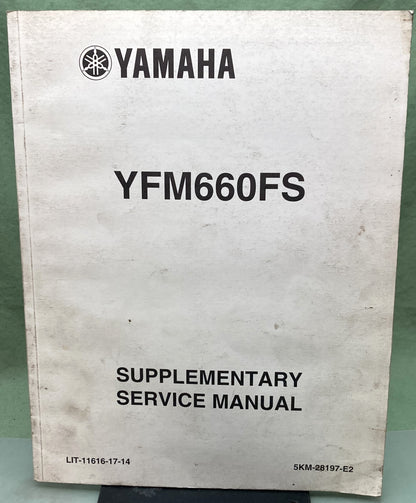 YAMAHA
YFM660FS
SUPPLEMENTARY
SERVICE MANUAL
LIT-11616-17-14
5KM-28197-E2